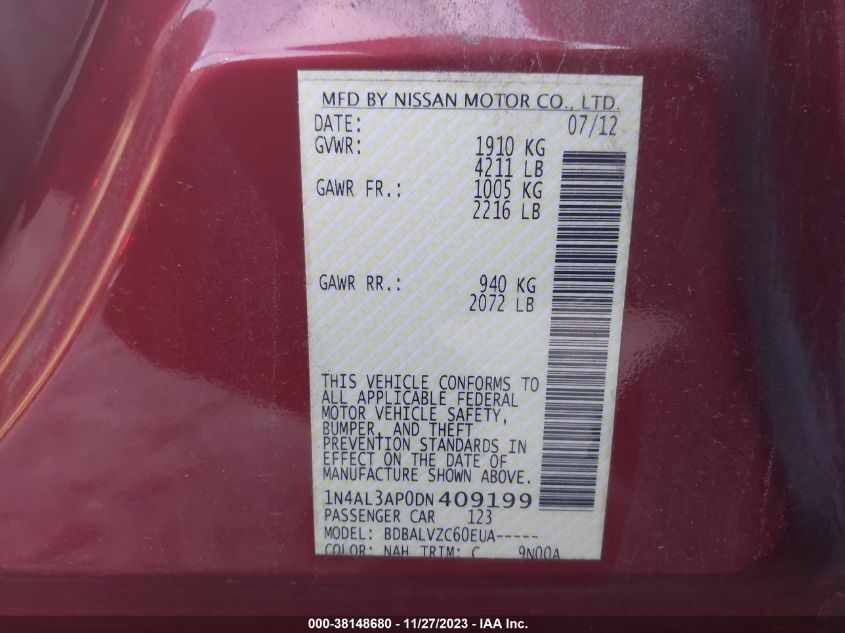 MFD BY NISSAN MOTOR CO., LTD.
DATE: 07/12
GVWR: 1910 KG
4211 LB
GAWR FR.: 1005 KG
2216 LB
GAWR RR.: 940 KG
2072 LB
THIS VEHICLE CONFORMS TO
ALL APPLICABLE FEDERAL
MOTOR VEHICLE SAFETY,
BUMPER, AND THEFT
PREVENTION STANDARDS IN
EFFECT ON THE DATE OF
MANUFACTURE SHOWN ABOVE.
1N4AL3AP0DN409199
PASSENGER CAR 123
MODEL: BDBALVZC60EUA-----
COLOR: NAH TRIM: C 9N00A
000-38148680 - 11/27/2023 - IAA Inc.